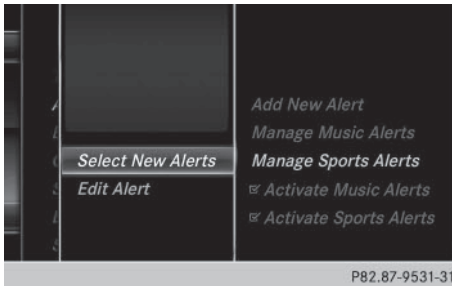 Select New Alerts
Edit Alert
Add New Alert
Manage Music Alerts
Manage Sports Alerts
Activate Music Alerts
Activate Sports Alerts
P82.87-9531-31